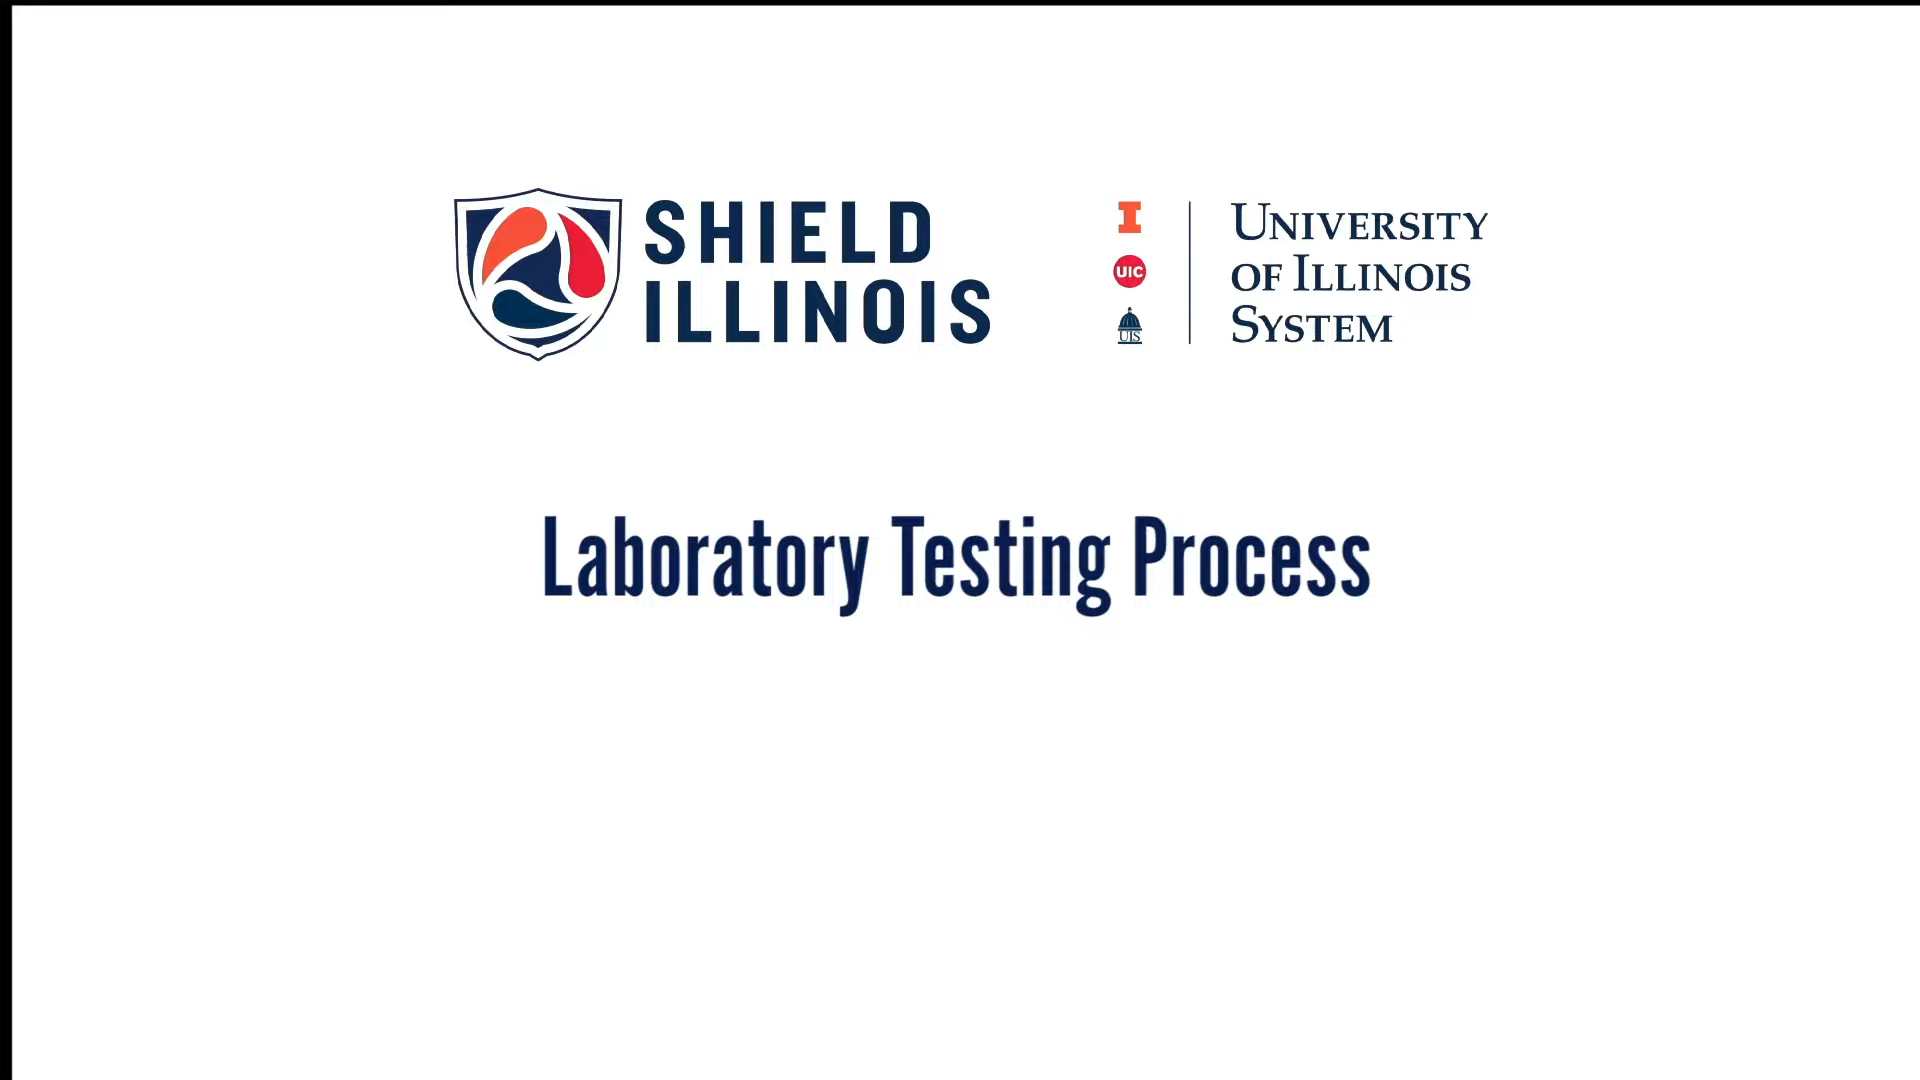 SHIELD
ILLINOIS
I
UIC
UIS
UNIVERSITY
OF ILLINOIS
SYSTEM
Laboratory Testing Process